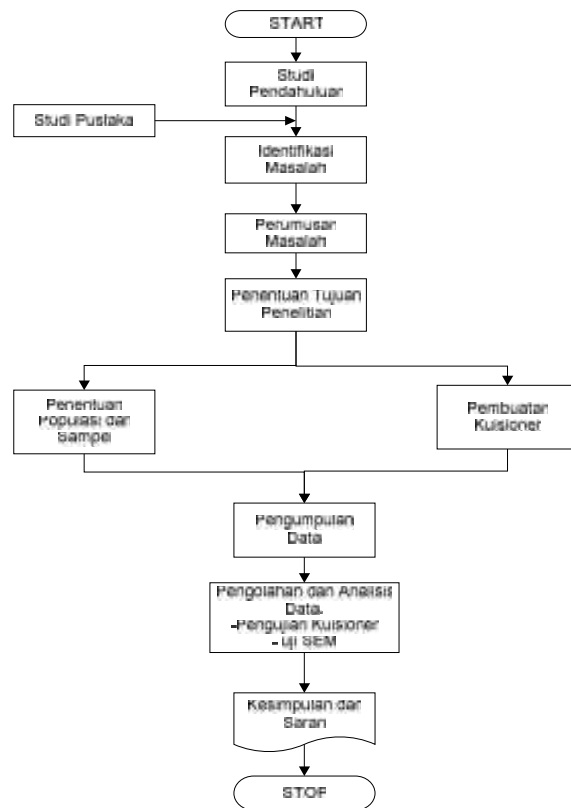 START
Studi
Pendahuluan
Studi Pustaka
Identifikasi
Masalah
Perumusan
Masalah
Penentuan Tujuan
Penelitian
Penentuan
Populasi dan
Sampel
Pembuatan
Kuisioner
Pengumpulan
Data
Pengolahan dan Analisis
Data.
-Pengujian Kuisioner
- Uji SEM
Kesimpulan dan
Saran
STOP